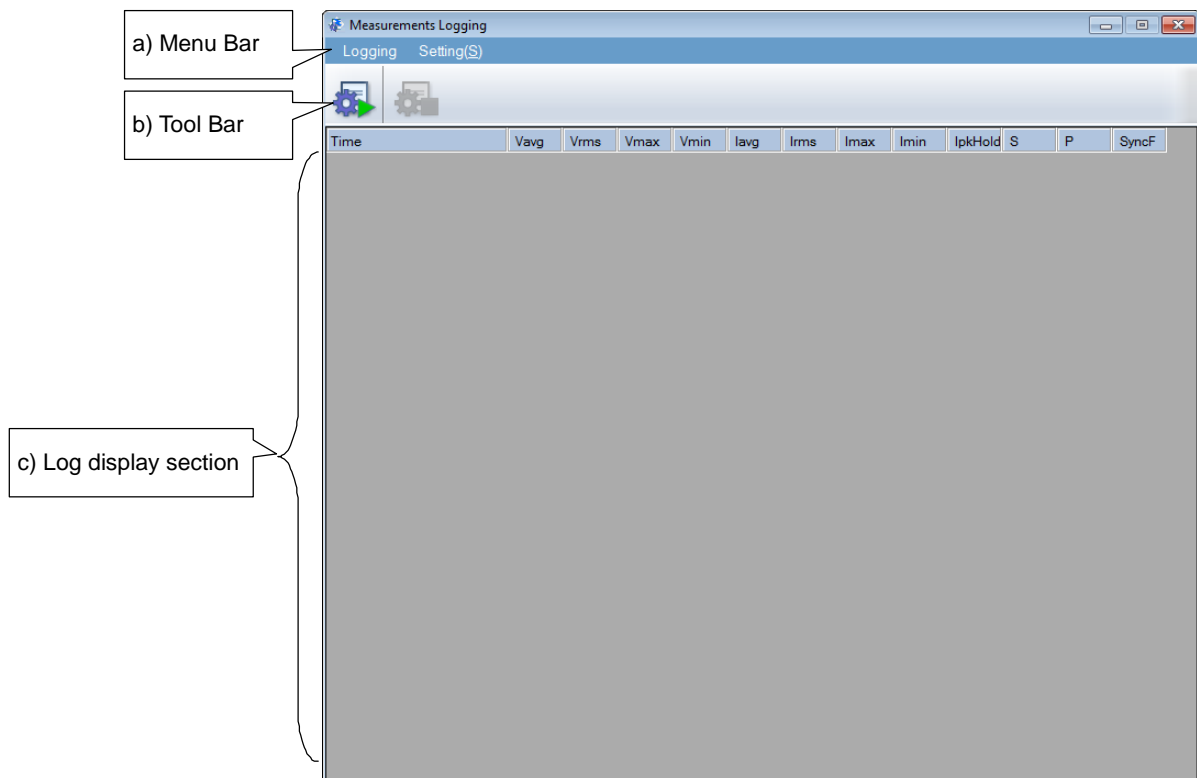 a) Menu Bar
b) Tool Bar
c) Log display section
Measurements Logging
Logging Setting(S)
Time Vavg Vrms Vmax Vmin Iavg Irms Imax Imin IpkHold S P SyncF